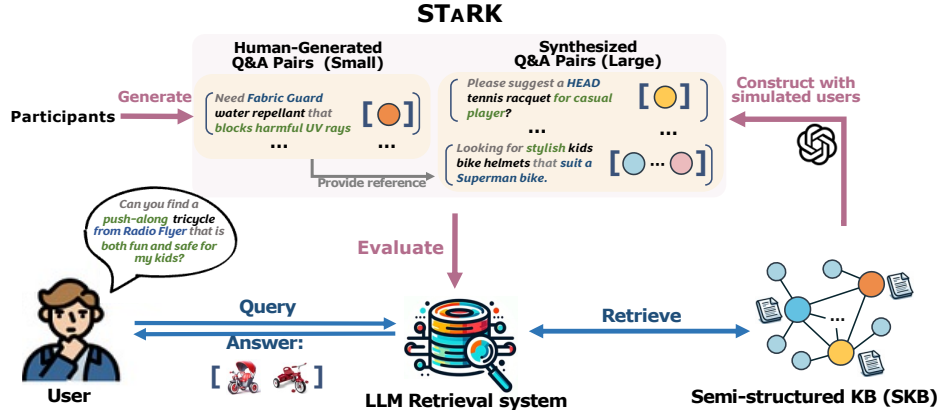 STARK
Human-Generated
Q&A Pairs (Small)
Synthesized
Q&A Pairs (Large)
Participants
Generate
Need Fabric Guard
water repellant that
blocks harmful UV rays
...
...
Please suggest a HEAD
tennis racquet for casual
player?
...
...
Looking for stylish kids
bike helmets that suit a
Superman bike.
...
Provide reference
Construct with
simulated users
Can you find a
push-along tricycle
from Radio Flyer that is
both fun and safe for
my kids?
Evaluate
Query
Answer:
Retrieve
...
User
LLM Retrieval system
Semi-structured KB (SKB)